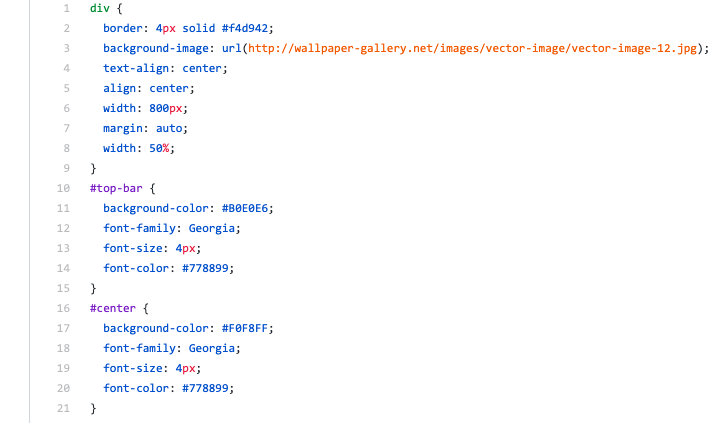 1 div {
2 border: 4px solid #f4d942;
3 background-image: url(http://wallpaper-gallery.net/images/vector-image/vector-image-12.jpg);
4 text-align: center;
5 align: center;
6 width: 800px;
7 margin: auto;
8 width: 50%;
9 }
10 #top-bar {
11 background-color: #B0E0E6;
12 font-family: Georgia;
13 font-size: 4px;
14 font-color: #778899;
15 }
16 #center {
17 background-color: #F0F8FF;
18 font-family: Georgia;
19 font-size: 4px;
20 font-color: #778899;
21 }